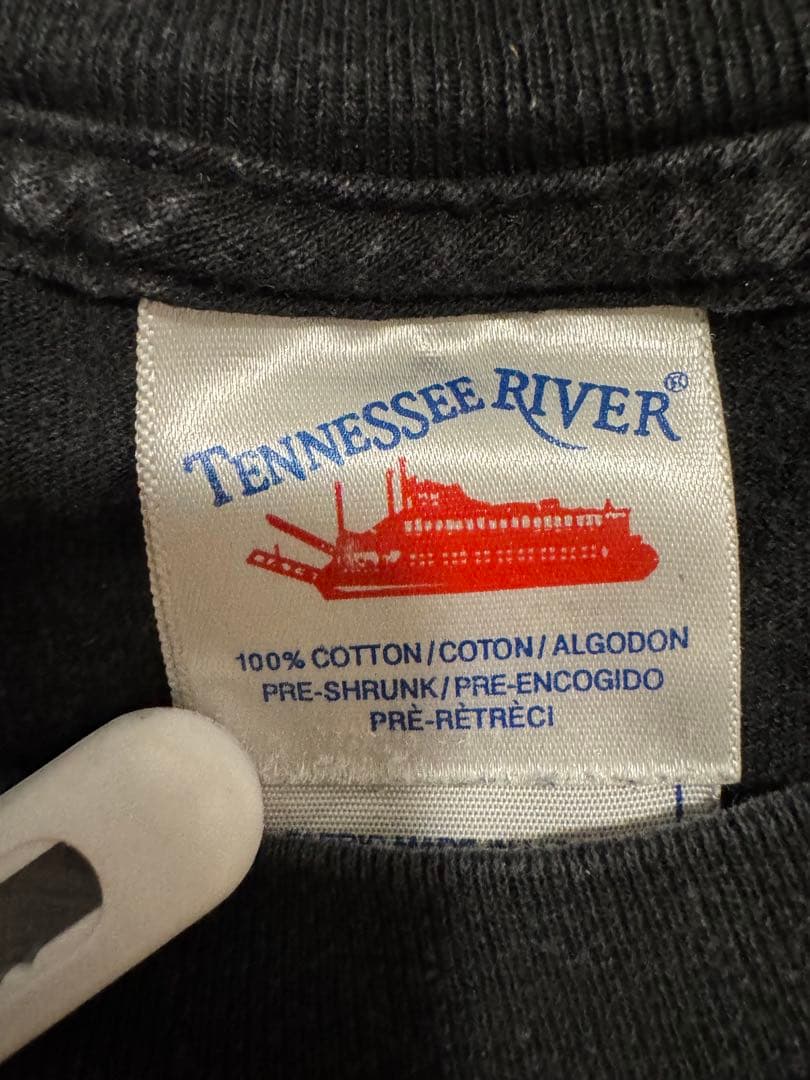 TENNESSEE RIVER®
100% COTTON/COTON/ALGODON
PRE-SHRUNK/PRE-ENCOGIDO
PRÈ-RÈTRÈCI